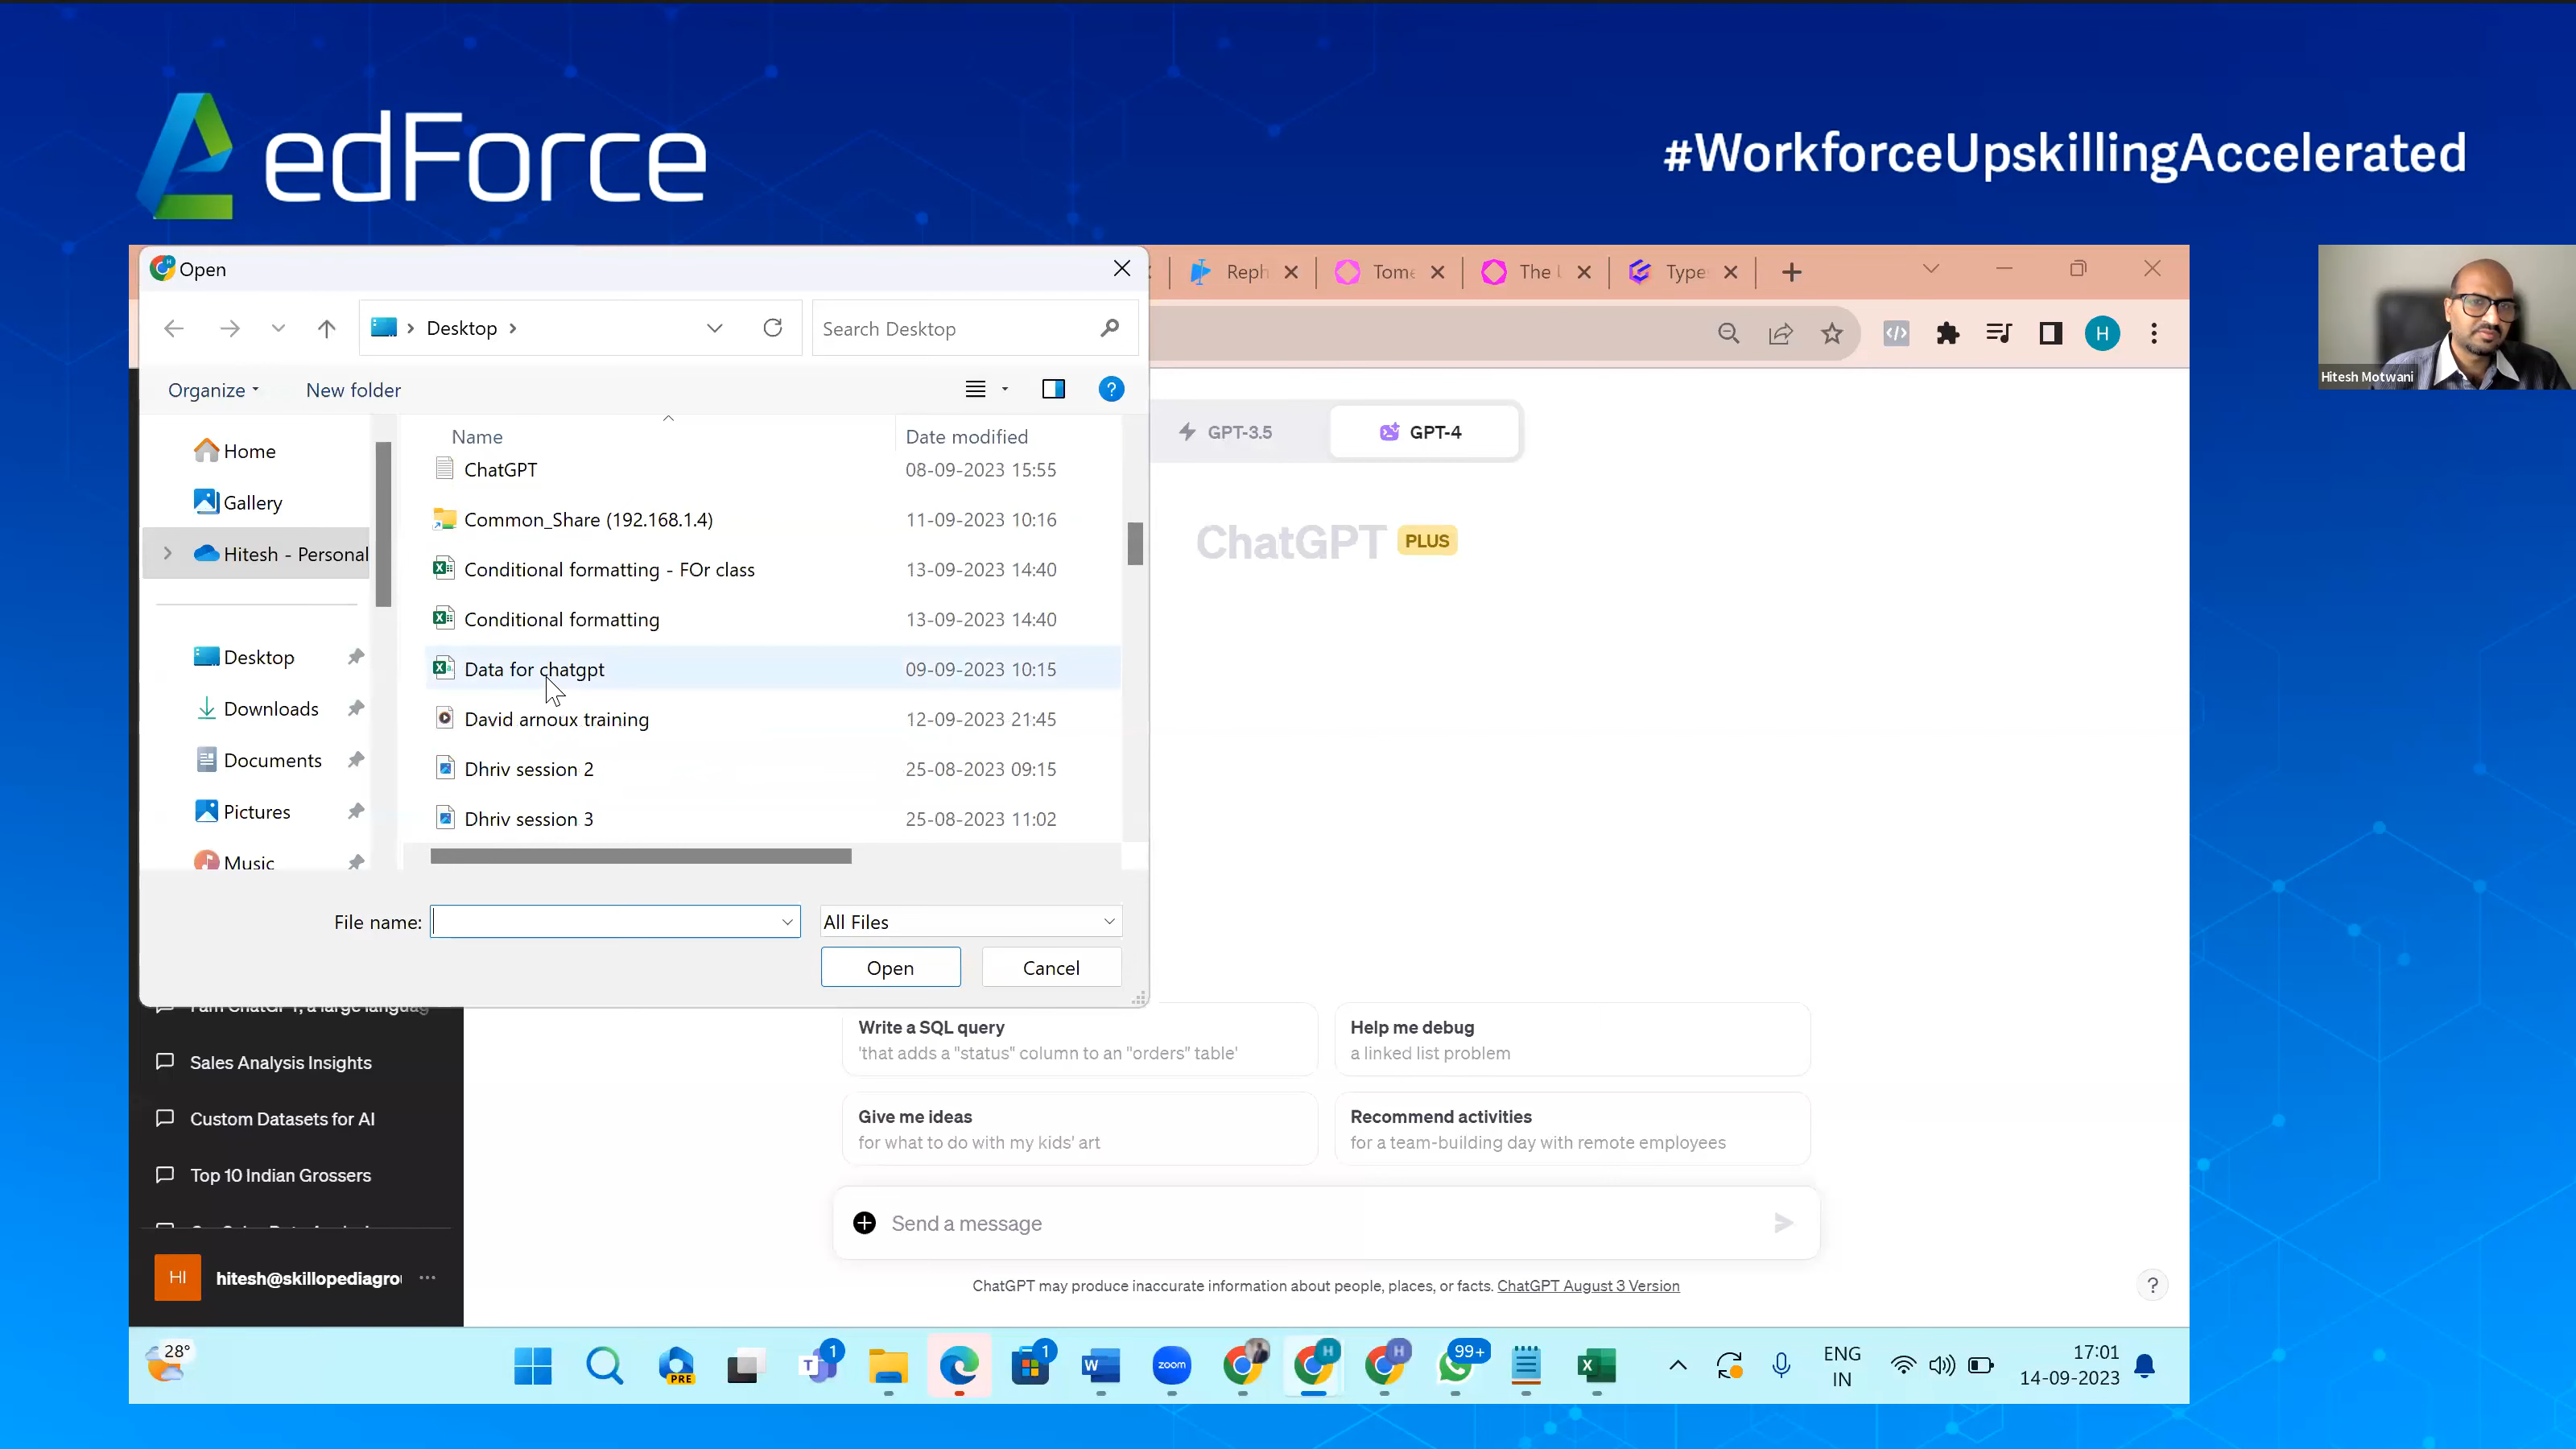 edForce
#WorkforceUpskillingAccelerated
Open
Reph
Tome
The
Type
Desktop
Search Desktop
H
Hitesh Motwani
Organize
New folder
?
Name
Date modified
Home
Gallery
Hitesh - Personal
Desktop
Downloads
Documents
Pictures
Music
ChatGPT 08-09-2023 15:55
Common_Share (192.168.1.4) 11-09-2023 10:16
Conditional formatting - FOr class 13-09-2023 14:40
Conditional formatting 13-09-2023 14:40
Data for chatgpt 09-09-2023 10:15
David arnoux training 12-09-2023 21:45
Dhriv session 2 25-08-2023 09:15
Dhriv session 3 25-08-2023 11:02
File name:
All Files
Open
Cancel
GPT-3.5
GPT-4
ChatGPT PLUS
I am ChatGPT, a large languag
Sales Analysis Insights
Custom Datasets for AI
Top 10 Indian Grossers
HI
hitesh@skillopediagro
Write a SQL query
'that adds a "status" column to an "orders" table'
Help me debug
a linked list problem
Give me ideas
for what to do with my kids' art
Recommend activities
for a team-building day with remote employees
Send a message
ChatGPT may produce inaccurate information about people, places, or facts. ChatGPT August 3 Version
?
28°
PRE
1
1
zoom
H
H
99+
ENG
IN
17:01
14-09-2023